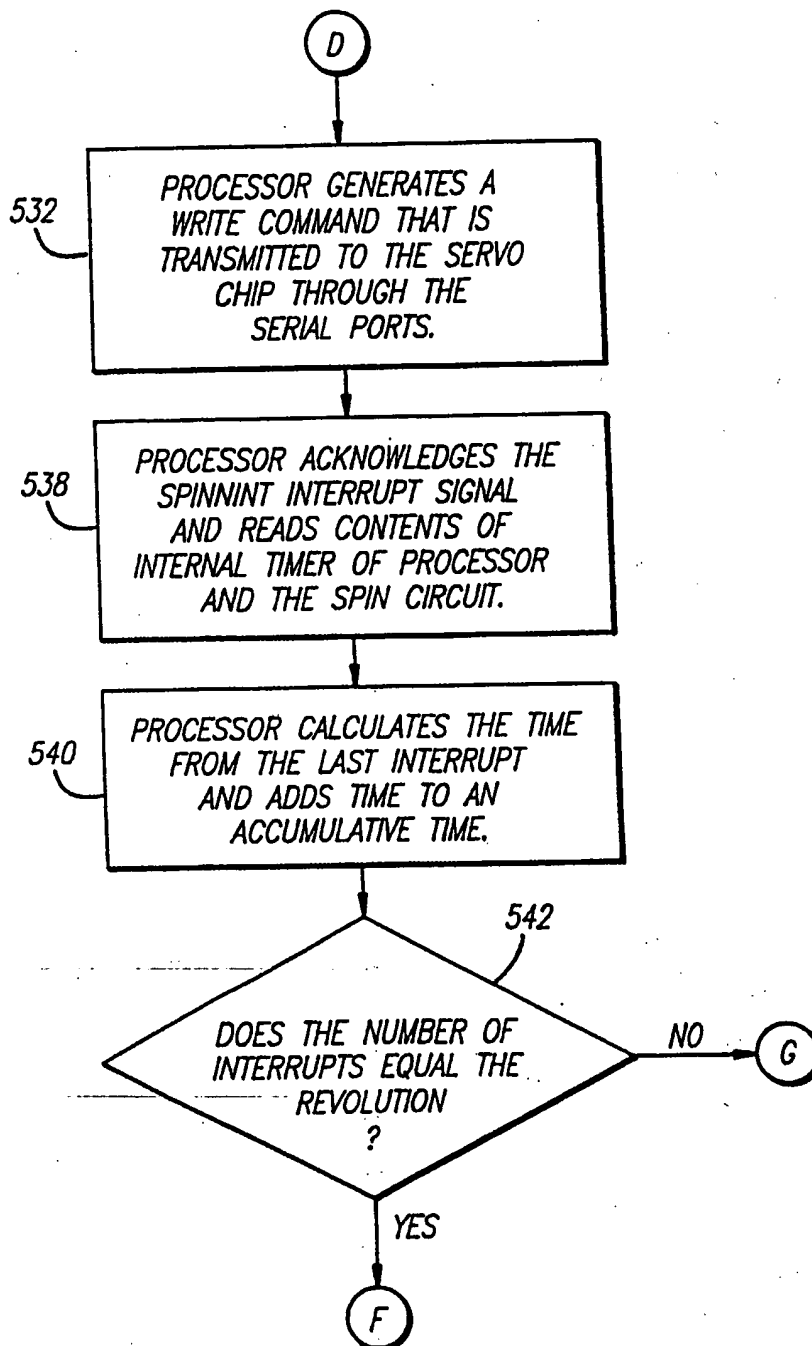 D
532
PROCESSOR GENERATES A
WRITE COMMAND THAT IS
TRANSMITTED TO THE SERVO
CHIP THROUGH THE
SERIAL PORTS.
538
PROCESSOR ACKNOWLEDGES THE
SPINNINT INTERRUPT SIGNAL
AND READS CONTENTS OF
INTERNAL TIMER OF PROCESSOR
AND THE SPIN CIRCUIT.
540
PROCESSOR CALCULATES THE TIME
FROM THE LAST INTERRUPT
AND ADDS TIME TO AN
ACCUMULATIVE TIME.
542
DOES THE NUMBER OF
INTERRUPTS EQUAL THE
REVOLUTION
?
NO
G
YES
F